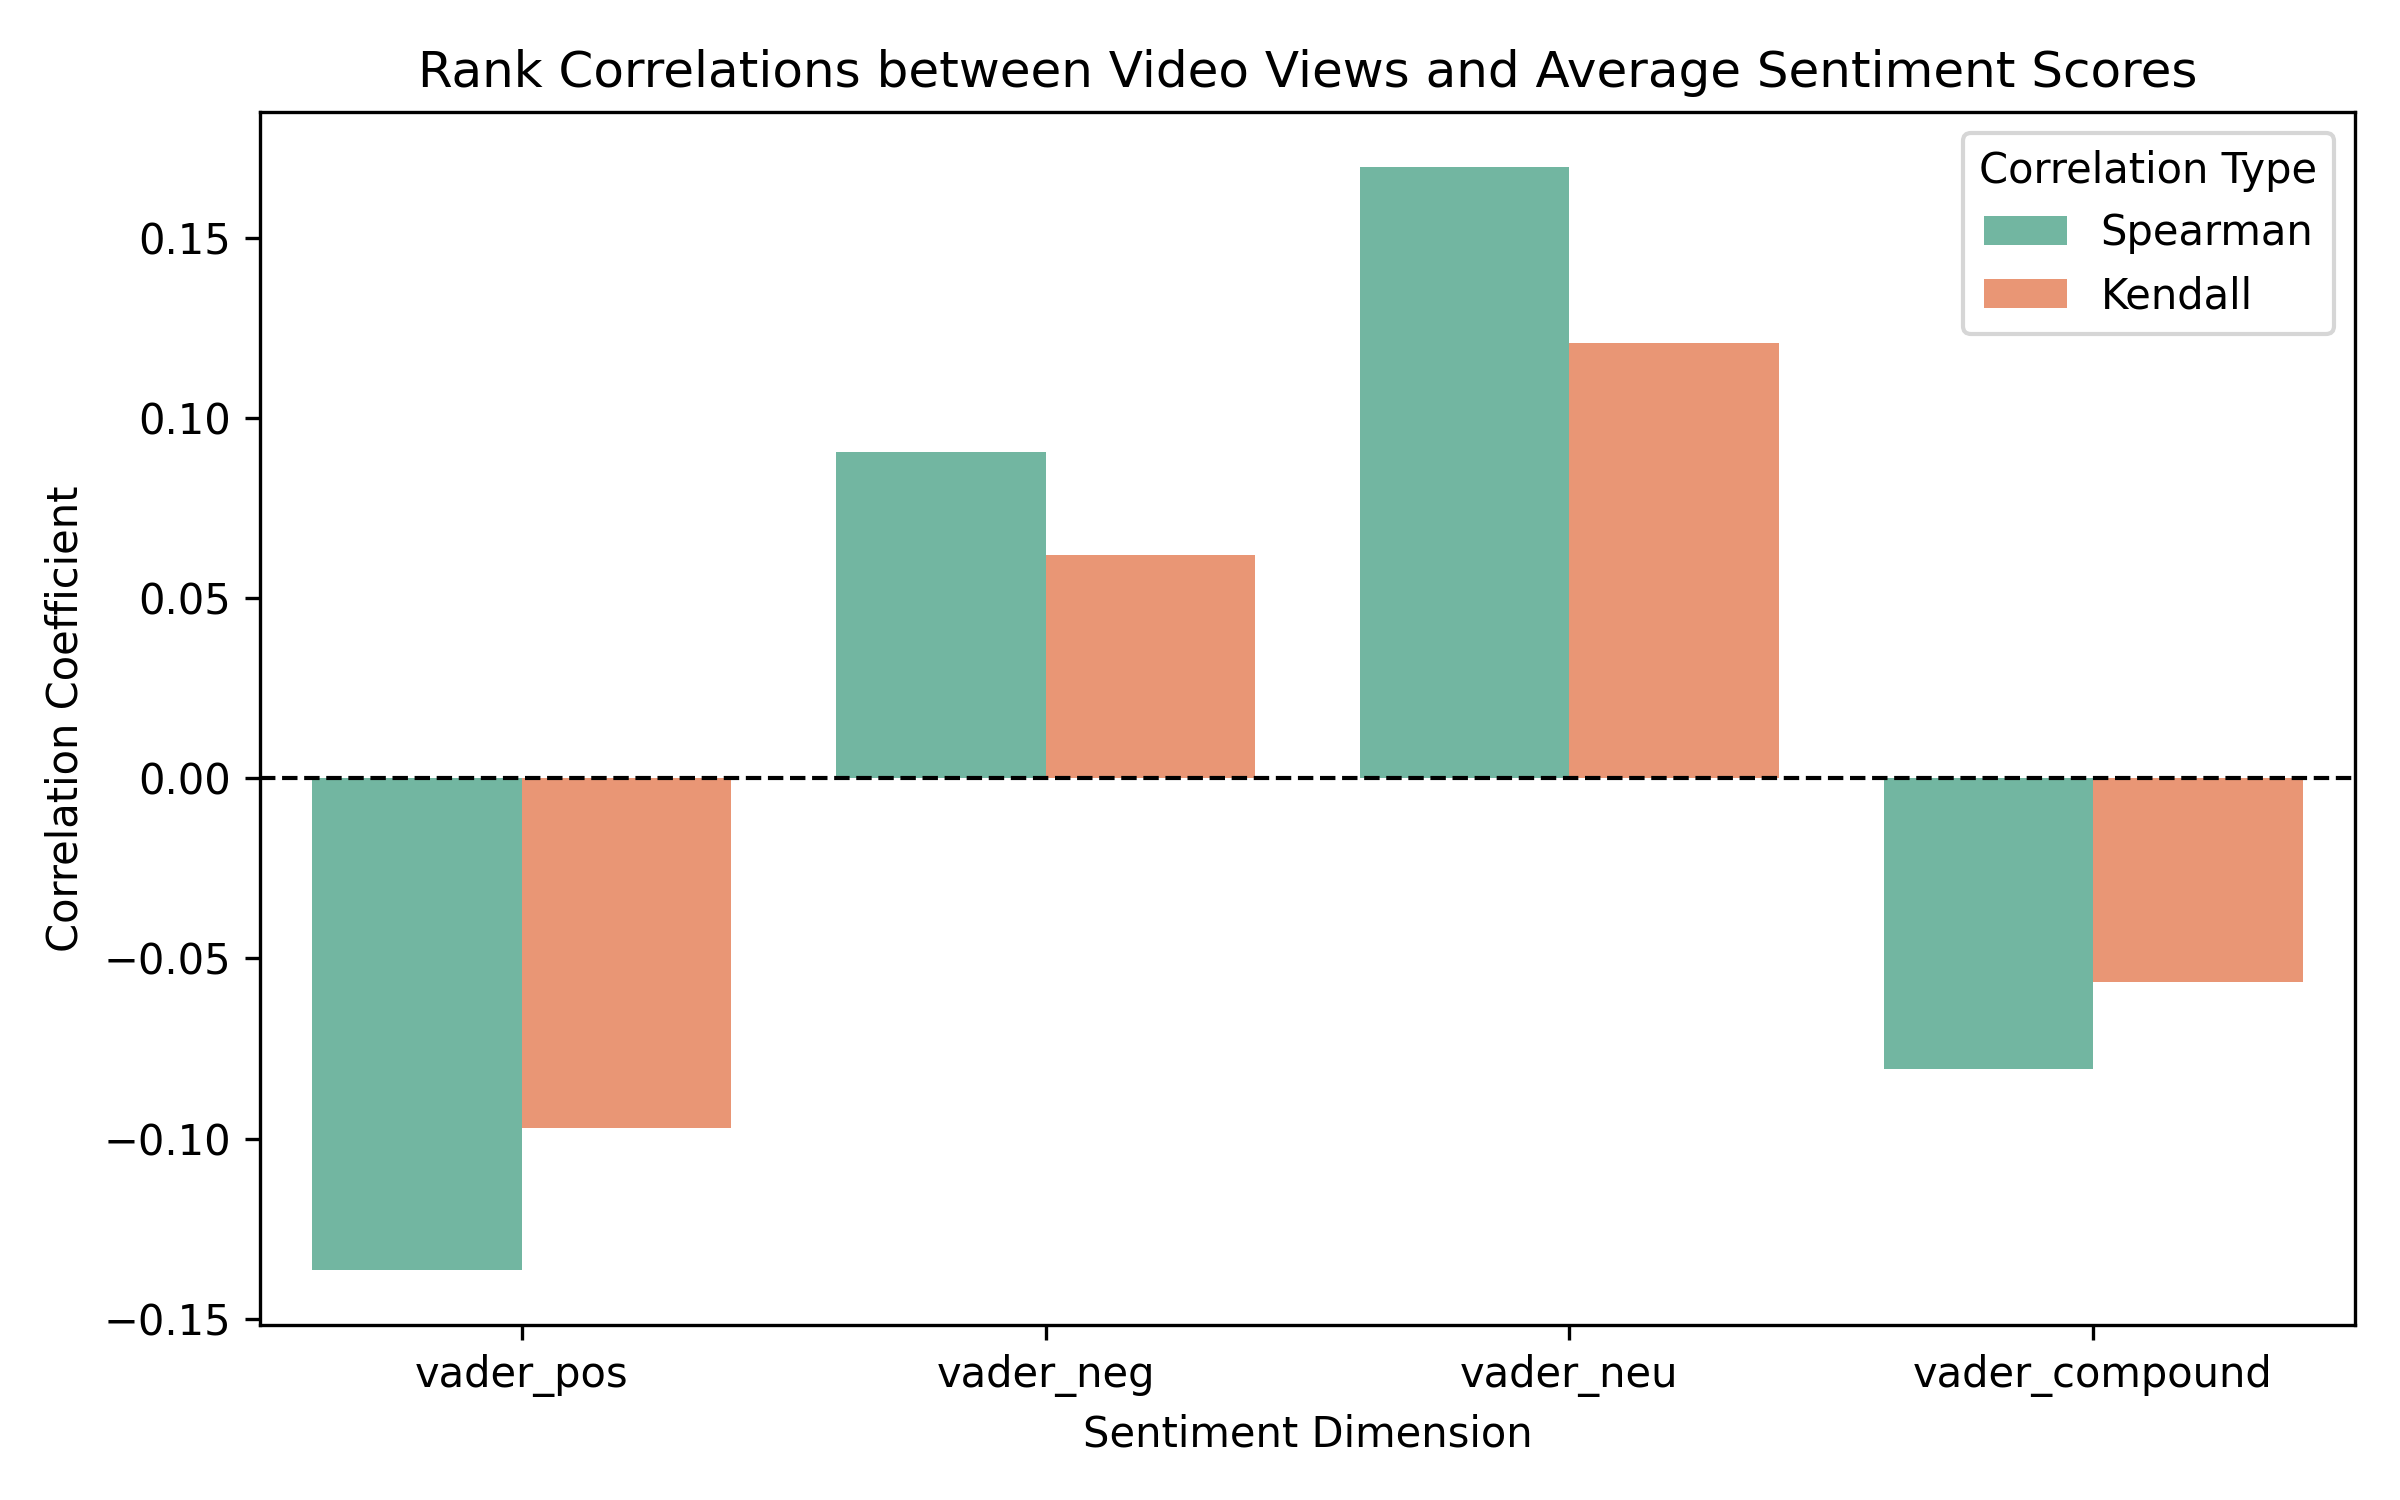 Rank Correlations between Video Views and Average Sentiment Scores
Correlation Type
Spearman
Kendall
Correlation Coefficient
0.15
0.10
0.05
0.00
−0.05
−0.10
−0.15
vader_pos
vader_neg
vader_neu
vader_compound
Sentiment Dimension